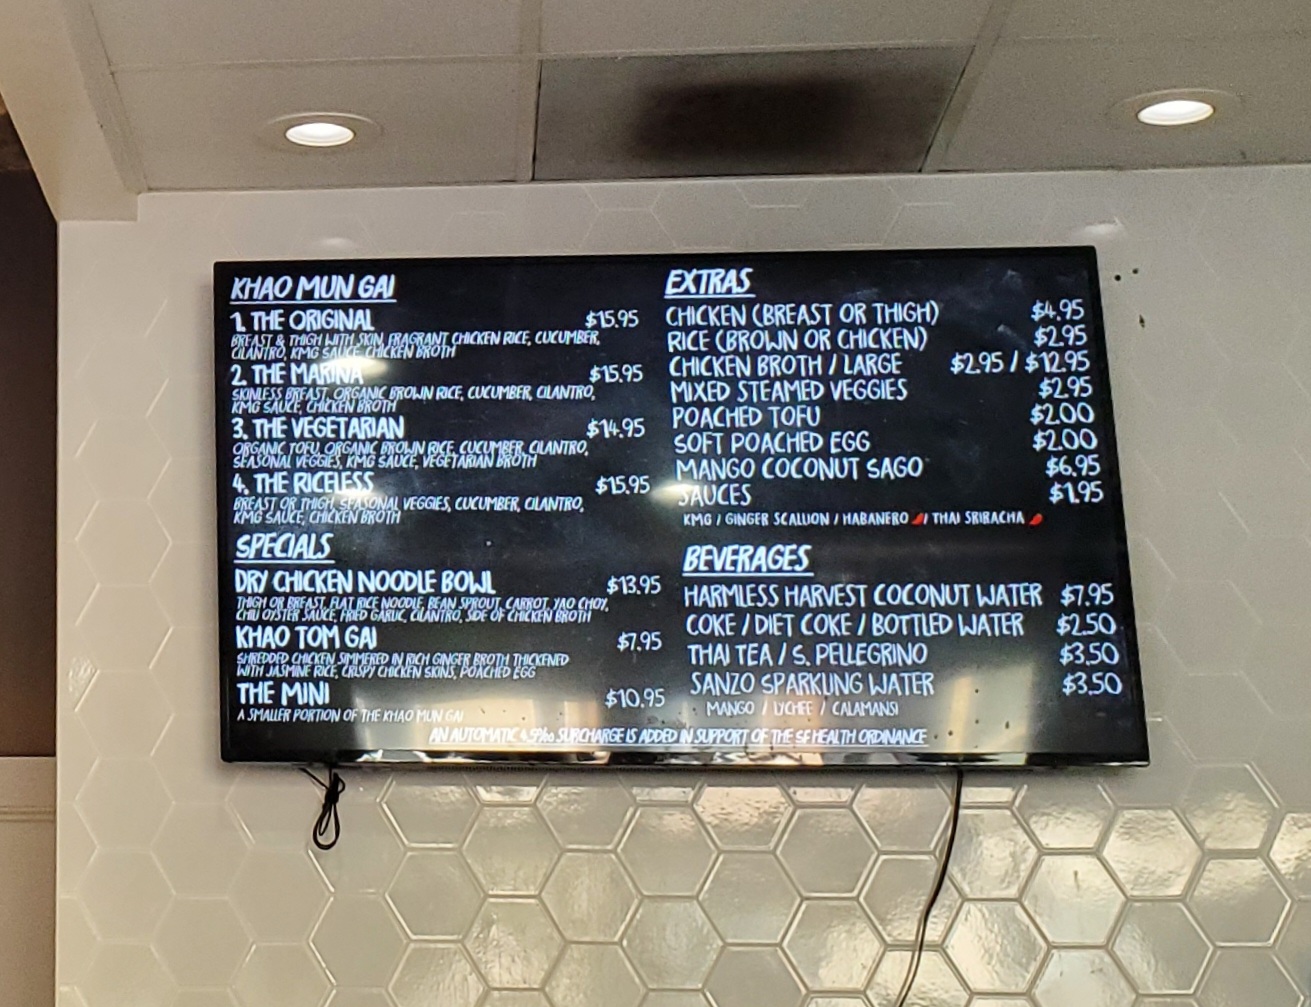 KHAO MUN GAI
1. THE ORIGINAL $15.95
BREAST & THIGH WITH SKIN, FRAGRANT CHICKEN RICE, CUCUMBER,
CILANTRO, KMG SAUCE, CHICKEN BROTH
2. THE MARINA $15.95
SKINLESS BREAST, ORGANIC BROWN RICE, CUCUMBER, CILANTRO,
KMG SAUCE, CHICKEN BROTH
3. THE VEGETARIAN $14.95
ORGANIC TOFU, ORGANIC BROWN RICE, CUCUMBER, CILANTRO,
SEASONAL VEGGIES, KMG SAUCE, VEGETARIAN BROTH
4. THE RICELESS $15.95
BREAST OR THIGH, SEASONAL VEGGIES, CUCUMBER, CILANTRO,
KMG SAUCE, CHICKEN BROTH
SPECIALS
DRY CHICKEN NOODLE BOWL $13.95
THIGH OR BREAST, FLAT RICE NOODLE, BEAN SPROUT, CARROT, YAO CHOY,
CHILI OYSTER SAUCE, FRIED GARLIC, CILANTRO, SIDE OF CHICKEN BROTH
KHAO TOM GAI $7.95
SHREDDED CHICKEN SIMMERED IN RICH GINGER BROTH THICKENED
WITH JASMINE RICE, CRISPY CHICKEN SKINS, POACHED EGG
THE MINI $10.95
A SMALLER PORTION OF THE KHAO MUN GAI
EXTRAS
CHICKEN (BREAST OR THIGH) $4.95
RICE (BROWN OR CHICKEN) $2.95
CHICKEN BROTH / LARGE $2.95 / $12.95
MIXED STEAMED VEGGIES $2.95
POACHED TOFU $2.00
SOFT POACHED EGG $2.00
MANGO COCONUT SAGO $6.95
SAUCES $1.95
KMG / GINGER SCALLION / HABANERO / THAI SRIRACHA
BEVERAGES
HARMLESS HARVEST COCONUT WATER $7.95
COKE / DIET COKE / BOTTLED WATER $2.50
THAI TEA / S. PELLEGRINO $3.50
SANZO SPARKLING WATER $3.50
MANGO / LYCHEE / CALAMANSI
AN AUTOMATIC 4.5% SURCHARGE IS ADDED IN SUPPORT OF THE SF HEALTH ORDINANCE